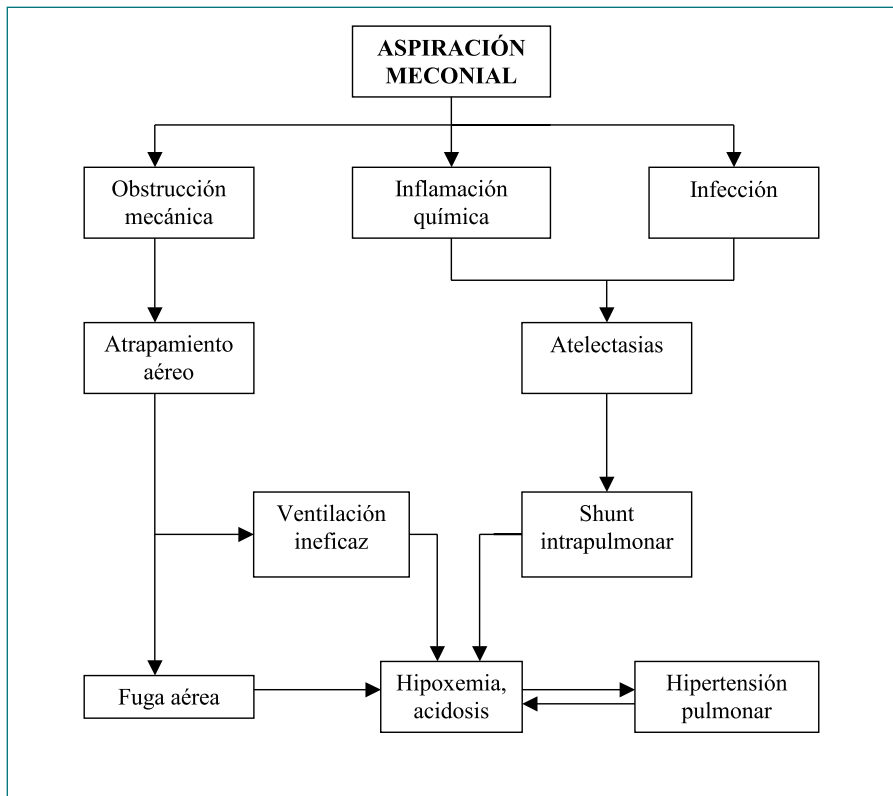 ASPIRACIÓN
MECONIAL
Obstrucción
mecánica
Inflamación
química
Infección
Atrapamiento
aéreo
Atelectasias
Ventilación
ineficaz
Shunt
intrapulmonar
Fuga aérea
Hipoxemia,
acidosis
Hipertensión
pulmonar